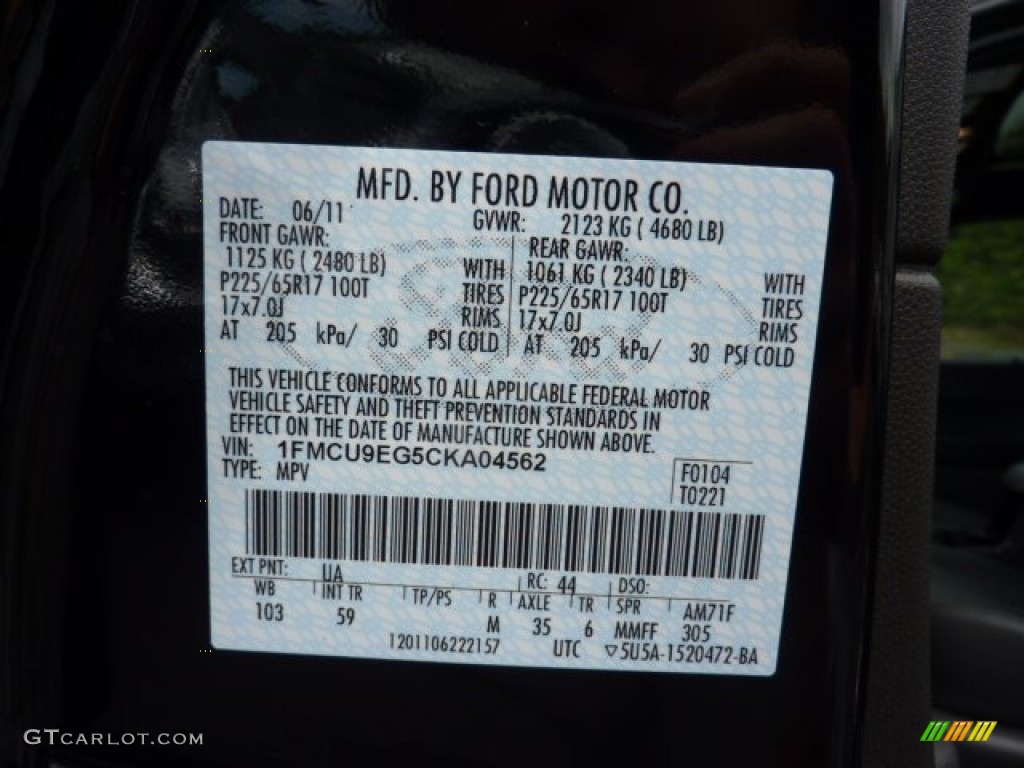 MFD. BY FORD MOTOR CO.
DATE: 06/11 GVWR: 2123 KG ( 4680 LB)
FRONT GAWR: REAR GAWR:
1125 KG ( 2480 LB) WITH 1061 KG ( 2340 LB) WITH
P225/65R17 100T TIRES P225/65R17 100T TIRES
17x7.0J RIMS 17x7.0J RIMS
AT 205 kPa/ 30 PSI COLD AT 205 kPa/ 30 PSI COLD
THIS VEHICLE CONFORMS TO ALL APPLICABLE FEDERAL MOTOR
VEHICLE SAFETY AND THEFT PREVENTION STANDARDS IN
EFFECT ON THE DATE OF MANUFACTURE SHOWN ABOVE.
VIN: 1FMCU9EG5CKA04562
TYPE: MPV
F0104
T0221
EXT PNT: UA RC: 44 DSO:
WB INT TR TP/PS R AXLE TR SPR AM71F
103 59 M 35 6 MMFF 305
1201106222157 UTC ▽5U5A-1520472-BA
GTCARLOT.COM